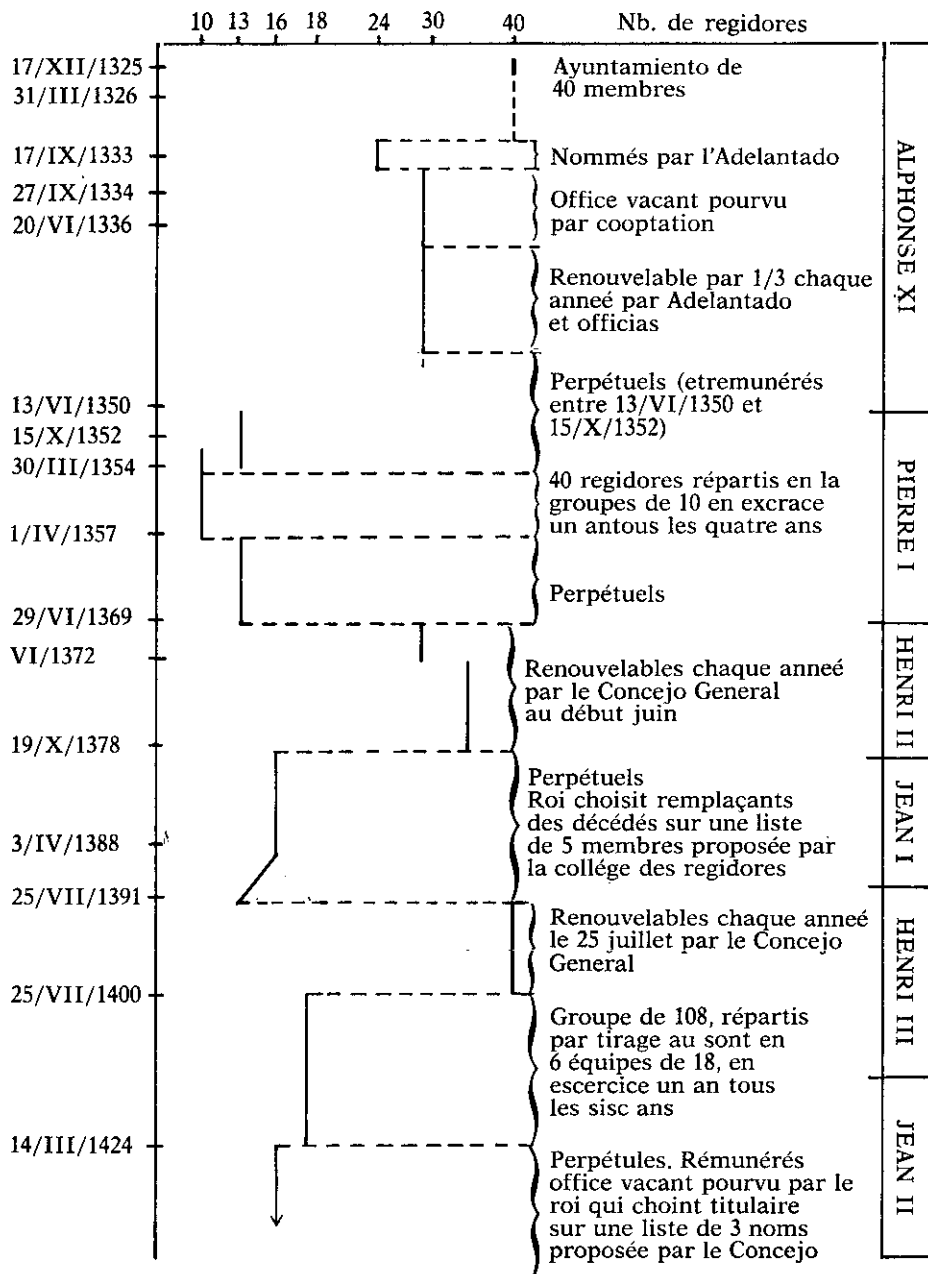 10 13 16 18 24 30 40 Nb. de regidores
17/XII/1325
31/III/1326
Ayuntamiento de
40 membres
17/IX/1333
Nommés par l'Adelantado
27/IX/1334
20/VI/1336
Office vacant pourvu
par cooptation
Renouvelable par 1/3 chaque
anneé par Adelantado
et officias
ALPHONSE XI
13/VI/1350
15/X/1352
Perpétuels (etremunérés
entre 13/VI/1350 et
15/X/1352)
30/III/1354
40 regidores répartis en la
groupes de 10 en excrace
un antous les quatre ans
1/IV/1357
Perpétuels
PIERRE I
29/VI/1369
VI/1372
Renouvelables chaque anneé
par le Concejo General
au début juin
HENRI II
19/X/1378
Perpétuels
Roi choisit remplaçants
des décédés sur une liste
de 5 membres proposée par
la collége des regidores
3/IV/1388
JEAN I
25/VII/1391
Renouvelables chaque anneé
le 25 juillet par le Concejo
General
25/VII/1400
HENRI III
Groupe de 108, répartis
par tirage au sont en
6 équipes de 18, en
escercice un an tous
les sisc ans
14/III/1424
Perpétules. Rémunérés
office vacant pourvu par le
roi qui choint titulaire
sur une liste de 3 noms
proposée par le Concejo
JEAN II